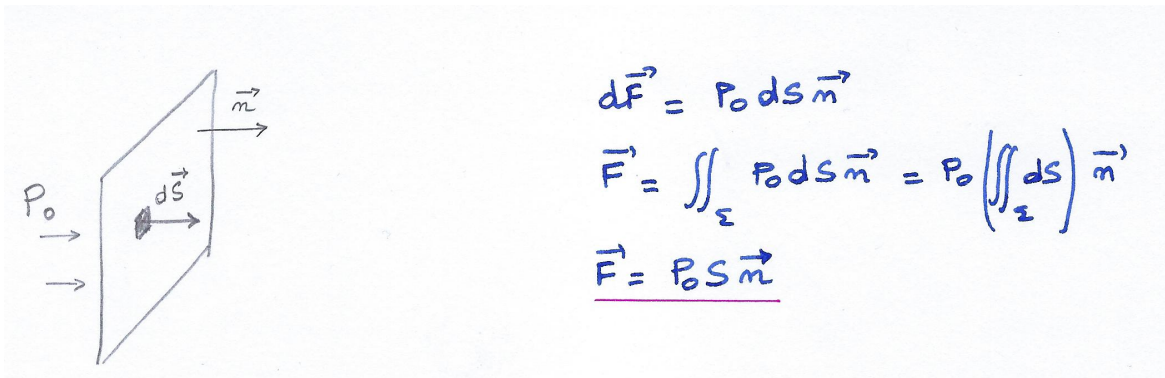 n⃗
dS⃗
P₀
dF⃗ = P₀ dS n⃗
F⃗ = ∬_Σ P₀ dS n⃗ = P₀ (∬_Σ dS) n⃗
F⃗ = P₀ S n⃗